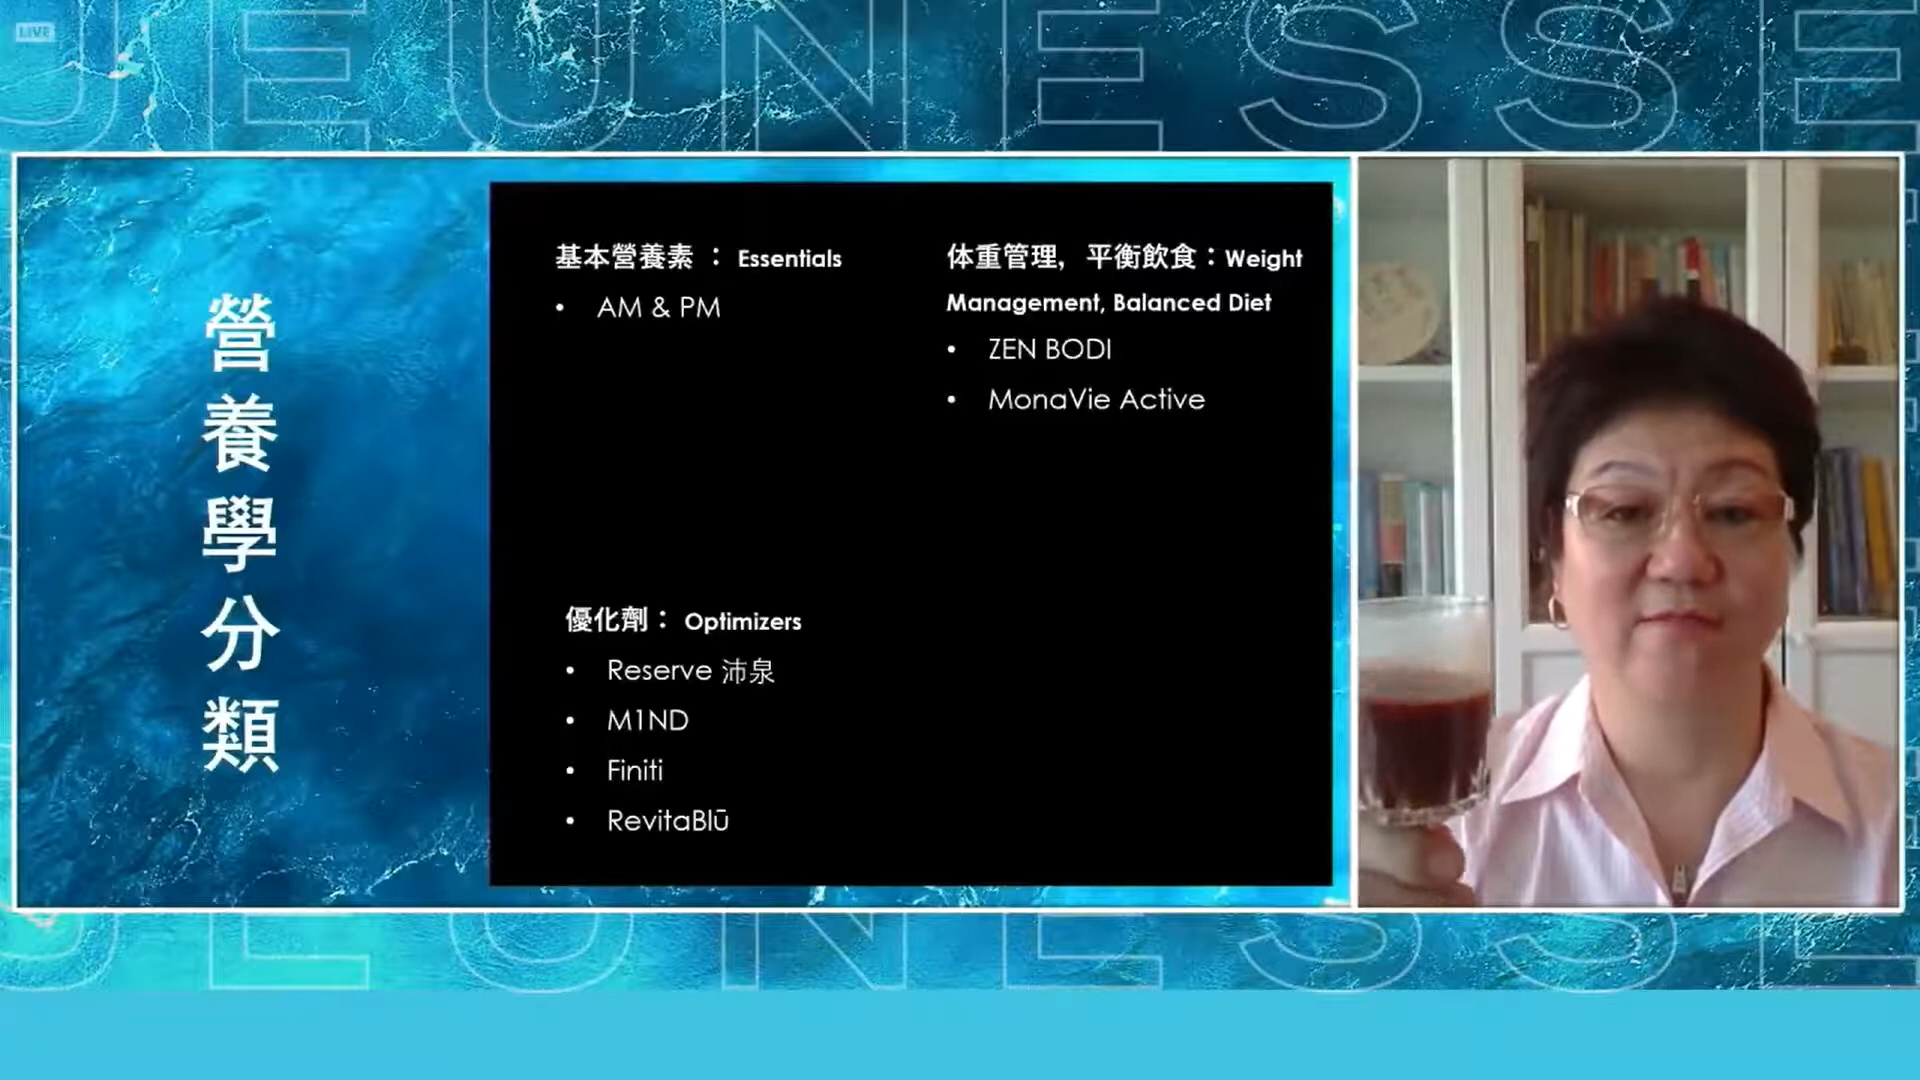 LIVE
JEUNESSE
營養學分類
基本營養素 ： Essentials
• AM & PM
体重管理，平衡飲食：Weight
Management, Balanced Diet
• ZEN BODI
• MonaVie Active
優化劑： Optimizers
• Reserve 沛泉
• M1ND
• Finiti
• RevitaBlū
JEUNESSE